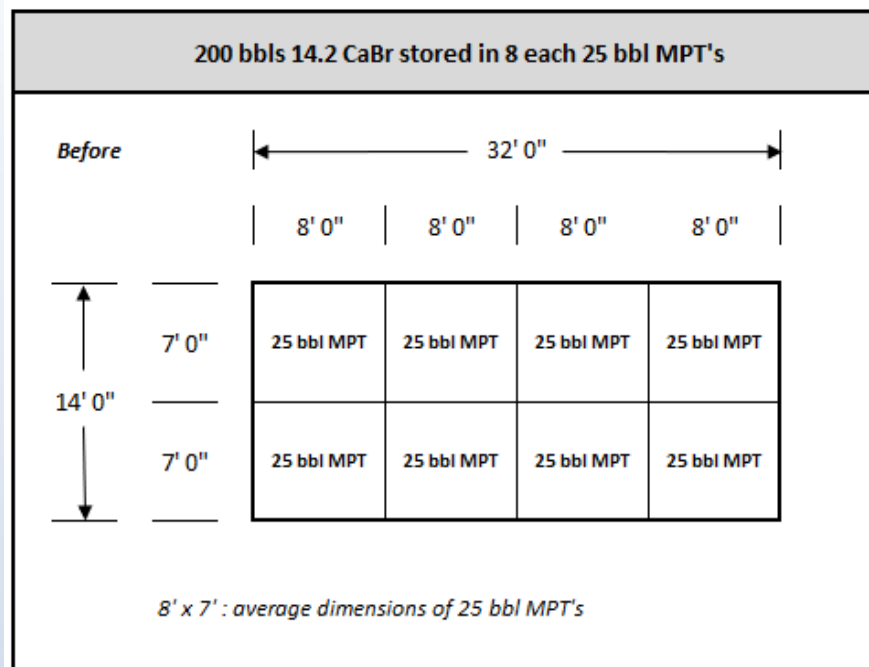 200 bbls 14.2 CaBr stored in 8 each 25 bbl MPT's
Before
32' 0"
8' 0" 8' 0" 8' 0" 8' 0"
7' 0" 25 bbl MPT 25 bbl MPT 25 bbl MPT 25 bbl MPT
14' 0"
7' 0" 25 bbl MPT 25 bbl MPT 25 bbl MPT 25 bbl MPT
8' x 7' : average dimensions of 25 bbl MPT's